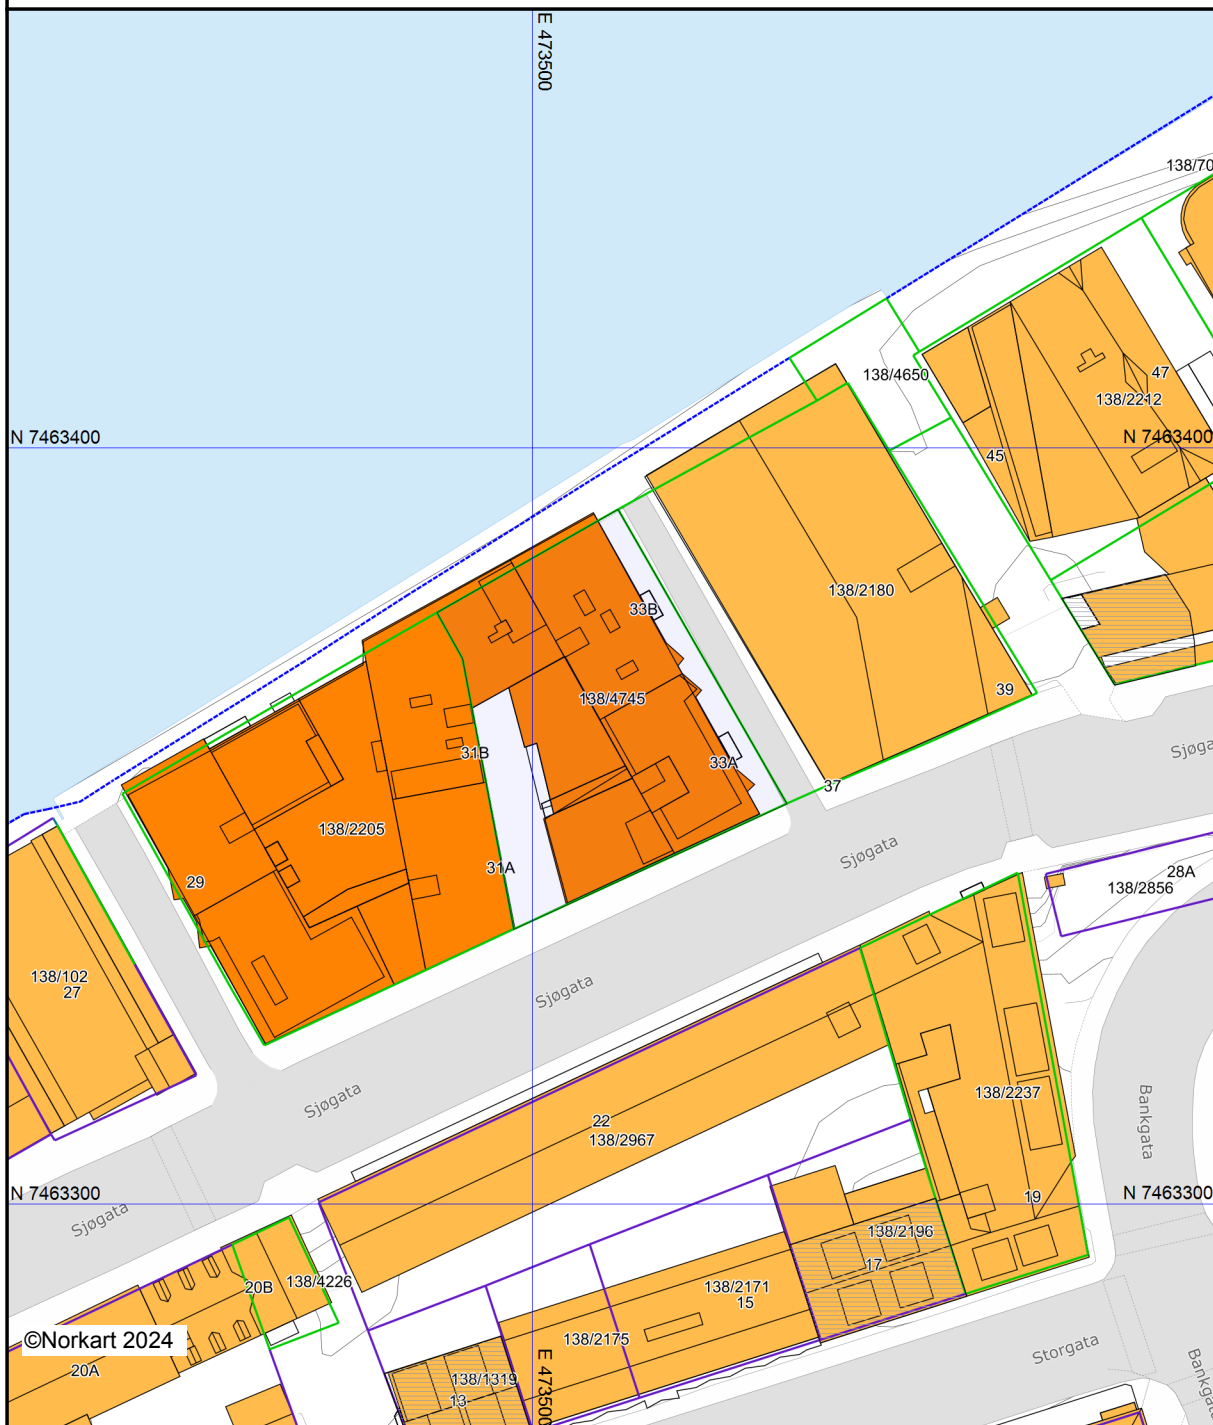 E 473500
138/70
138/4650
47
138/2212
N 7463400
N 7463400
45
138/2180
33B
39
138/4745
Sjøga
31B
33A
37
138/2205
Sjøgata
31A
28A
138/2856
29
138/102
27
Sjøgata
Sjøgata
22
138/2967
138/2237
Bankgata
N 7463300
N 7463300
19
Sjøgata
138/2196
17
20B
138/4226
138/2171
15
©Norkart 2024
138/2175
Storgata
20A
138/1319
13
E 473500
Bankgata